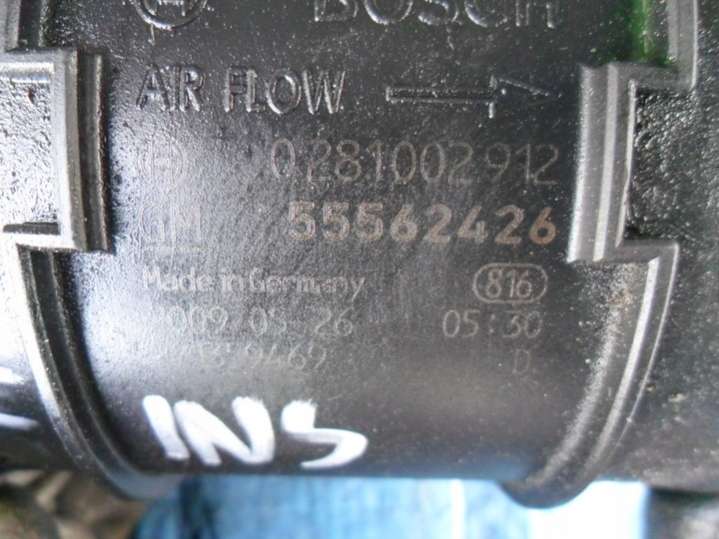 BOSCH
AIR FLOW
0281002912
GM 55562426
Made in Germany 816
2009.05.26 05:30
D
INS